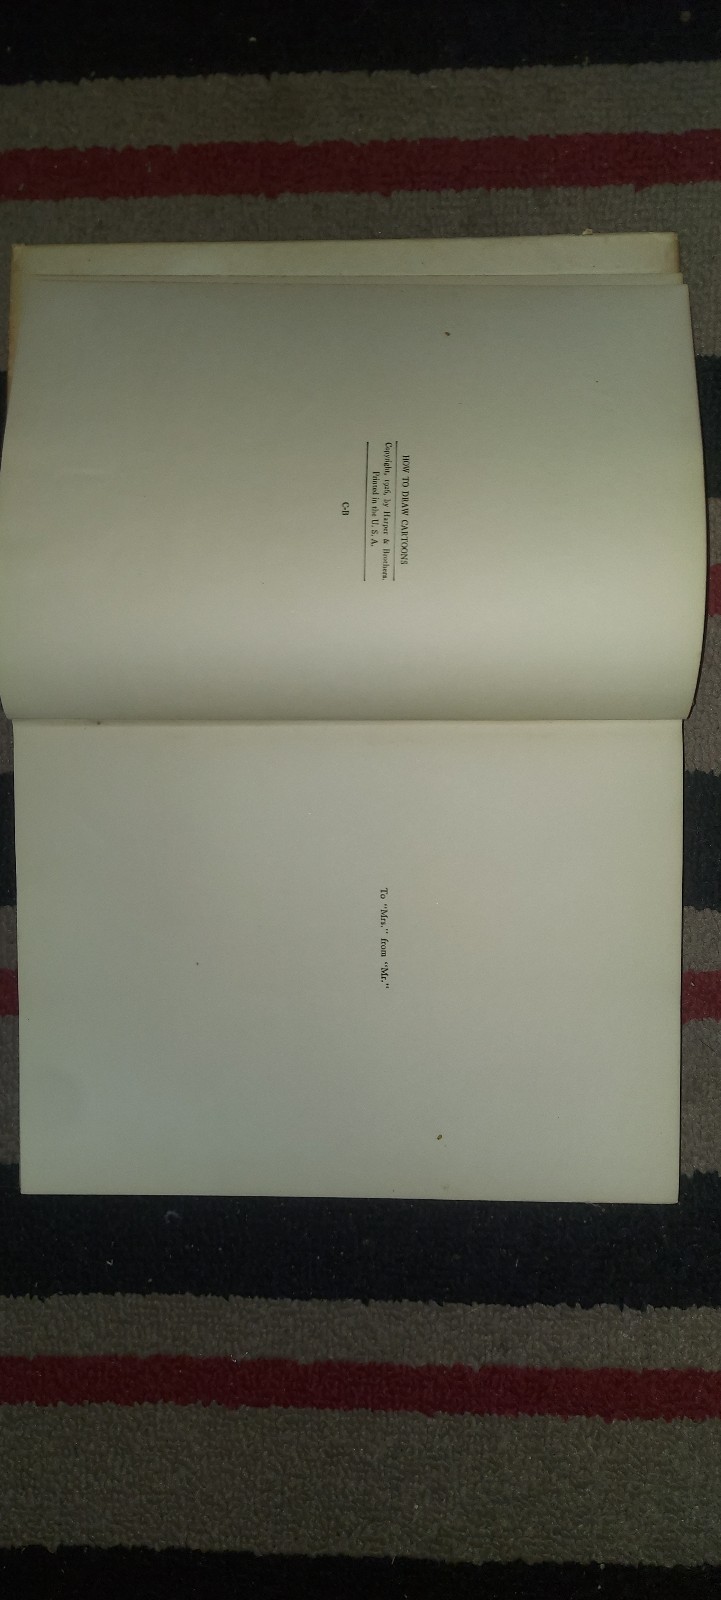 HOW TO DRAW CARTOONS
Copyright, 1926, by Harper & Brothers.
Printed in the U. S. A.
C-B
To "Mrs." from "Mr."